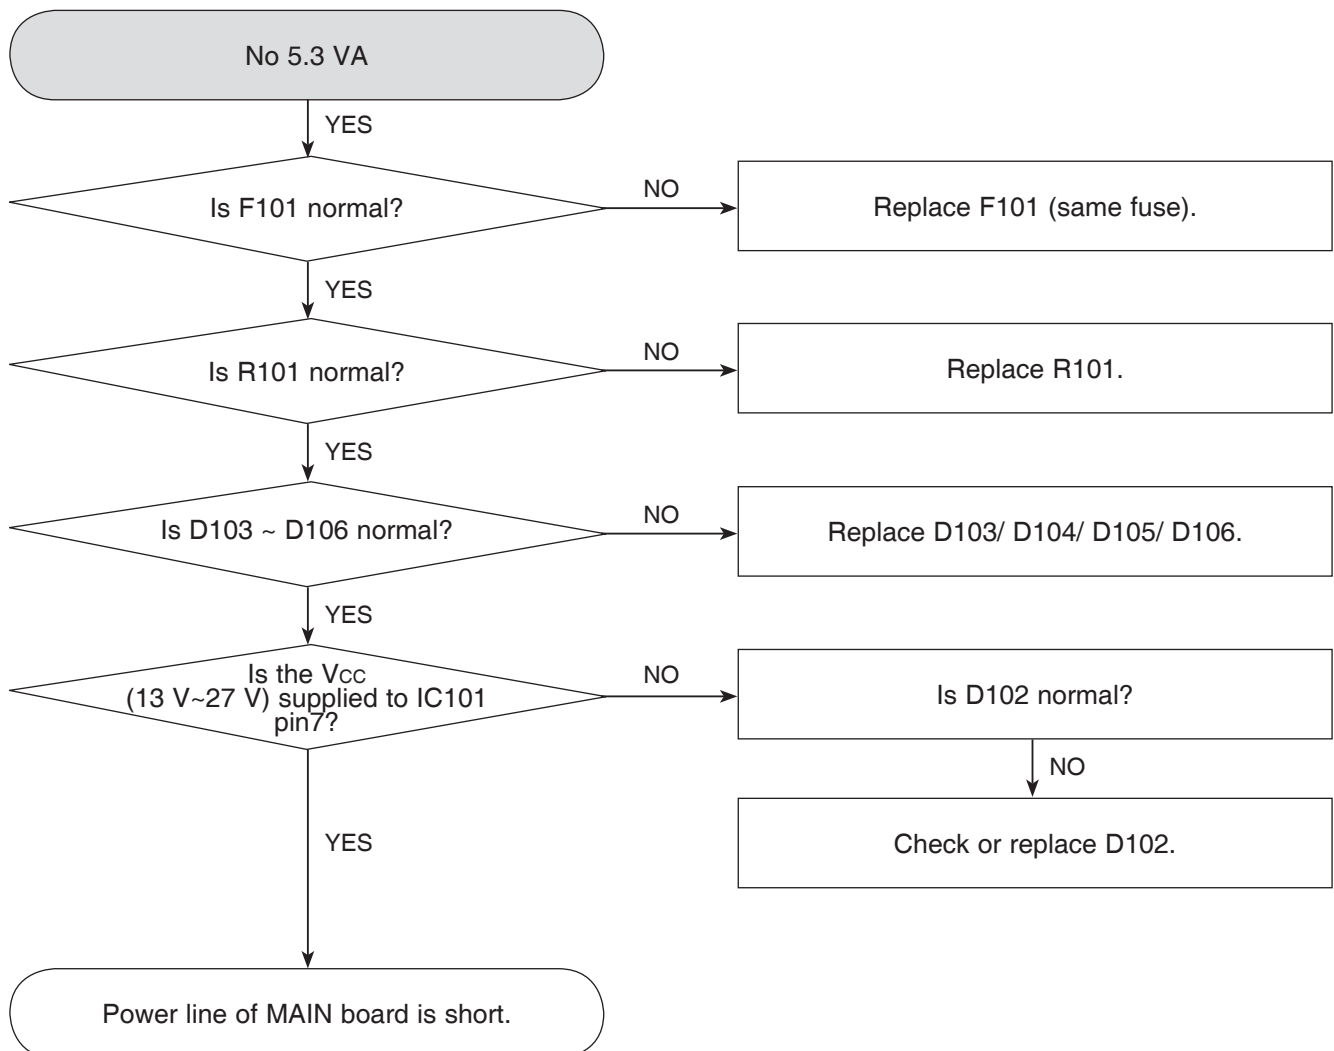 No 5.3 VA
YES
Is F101 normal?
NO
Replace F101 (same fuse).
YES
Is R101 normal?
NO
Replace R101.
YES
Is D103 ~ D106 normal?
NO
Replace D103/ D104/ D105/ D106.
YES
Is the VCC
(13 V~27 V) supplied to IC101
pin7?
NO
Is D102 normal?
NO
Check or replace D102.
YES
Power line of MAIN board is short.